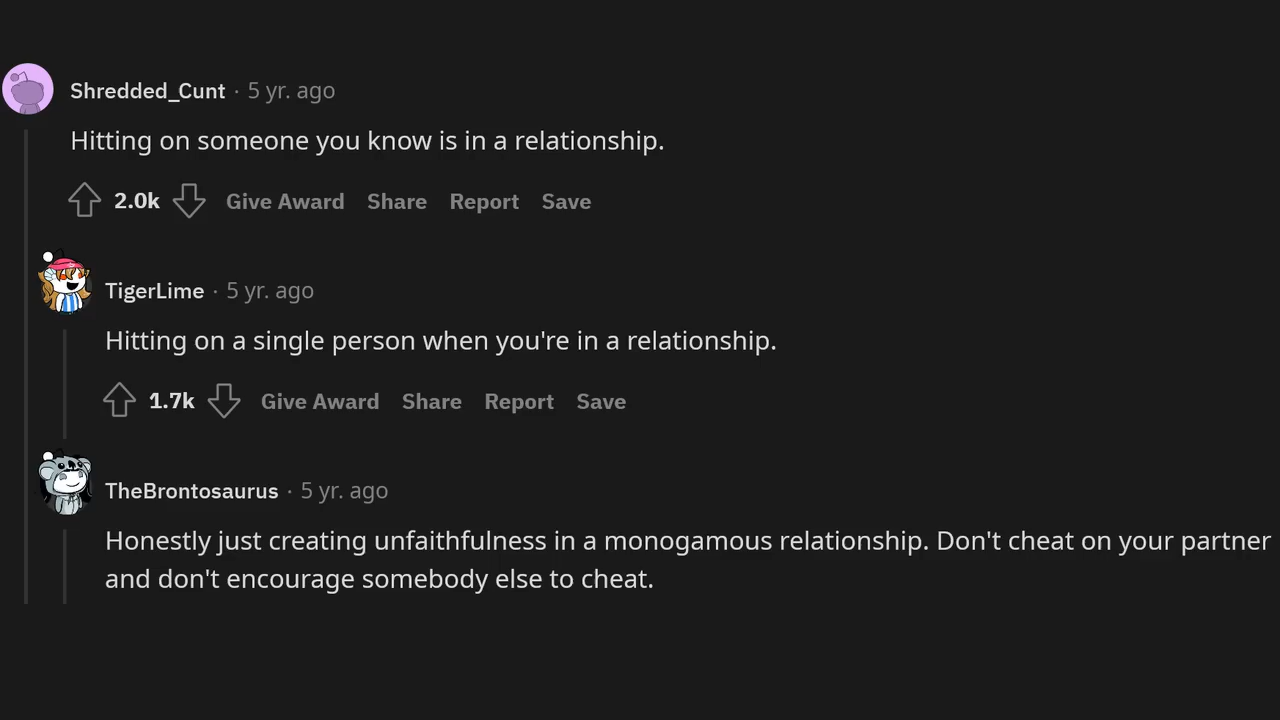 Shredded_Cunt · 5 yr. ago
Hitting on someone you know is in a relationship.
2.0k Give Award Share Report Save
TigerLime · 5 yr. ago
Hitting on a single person when you're in a relationship.
1.7k Give Award Share Report Save
TheBrontosaurus · 5 yr. ago
Honestly just creating unfaithfulness in a monogamous relationship. Don't cheat on your partner
and don't encourage somebody else to cheat.